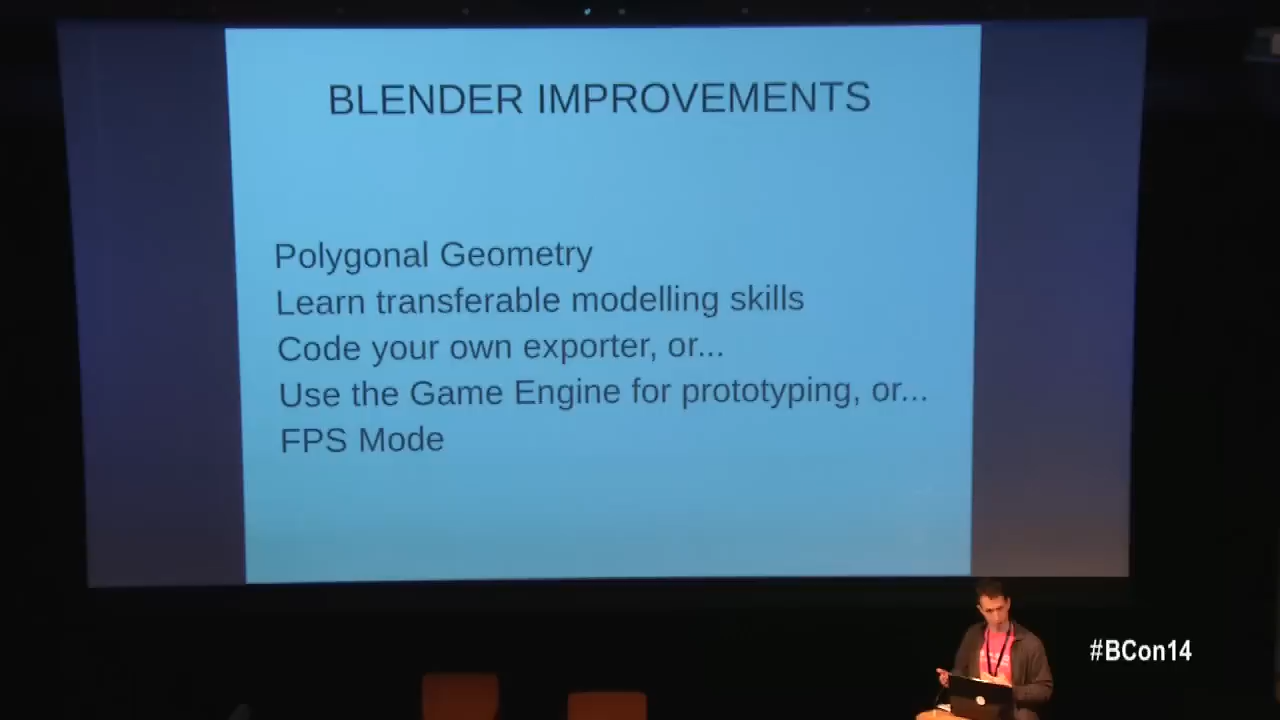 BLENDER IMPROVEMENTS
Polygonal Geometry
Learn transferable modelling skills
Code your own exporter, or...
Use the Game Engine for prototyping, or...
FPS Mode
#BCon14